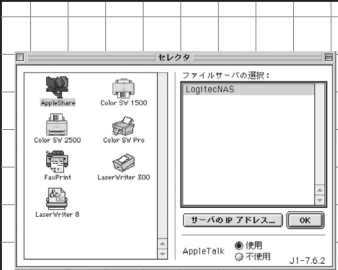 セレクタ
AppleShare
Color SW 1500
Color SW 2500
Color SW Pro
FaxPrint
LaserWriter 300
LaserWriter 8
ファイルサーバの選択：
LogitecNAS
サーバの IP アドレス...
OK
AppleTalk
使用
不使用
J1-7.6.2